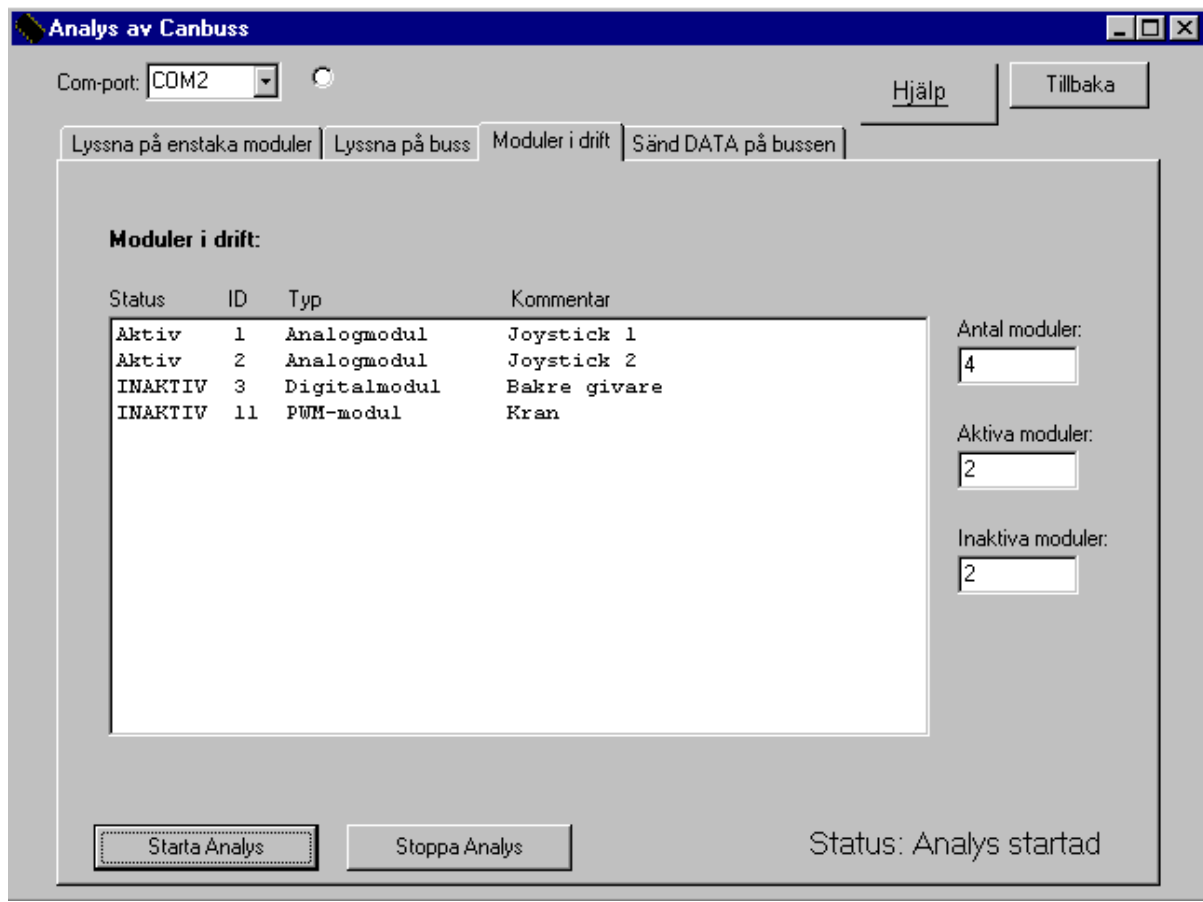 Analys av Canbuss
Com-port: COM2
Hjälp
Tillbaka
Lyssna på enstaka moduler Lyssna på buss Moduler i drift Sänd DATA på bussen
Moduler i drift:
Status ID Typ Kommentar
Aktiv 1 Analogmodul Joystick 1
Aktiv 2 Analogmodul Joystick 2
INAKTIV 3 Digitalmodul Bakre givare
INAKTIV 11 PWM-modul Kran
Antal moduler:
4
Aktiva moduler:
2
Inaktiva moduler:
2
Starta Analys Stoppa Analys Status: Analys startad